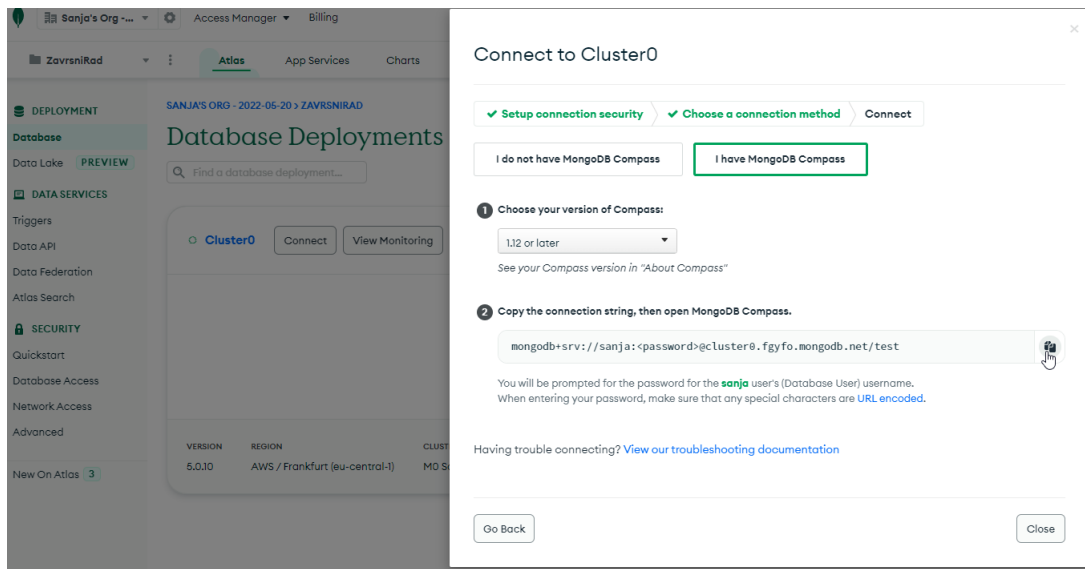 Sanja's Org -...
Access Manager
Billing
ZavrsniRad
Atlas
App Services
Charts
DEPLOYMENT
Database
Data Lake PREVIEW
DATA SERVICES
Triggers
Data API
Data Federation
Atlas Search
SECURITY
Quickstart
Database Access
Network Access
Advanced
New On Atlas 3
SANJA'S ORG - 2022-05-20 > ZAVRSNIRAD
Database Deployments
Find a database deployment...
Cluster0
Connect
View Monitoring
VERSION
REGION
5.0.10
AWS / Frankfurt (eu-central-1)
Connect to Cluster0
Setup connection security
Choose a connection method
Connect
I do not have MongoDB Compass
I have MongoDB Compass
1 Choose your version of Compass:
1.12 or later
See your Compass version in "About Compass"
2 Copy the connection string, then open MongoDB Compass.
mongodb+srv://sanja:<password>@cluster0.fgyfo.mongodb.net/test
You will be prompted for the password for the sanja user's (Database User) username.
When entering your password, make sure that any special characters are URL encoded.
Having trouble connecting? View our troubleshooting documentation
Go Back
Close